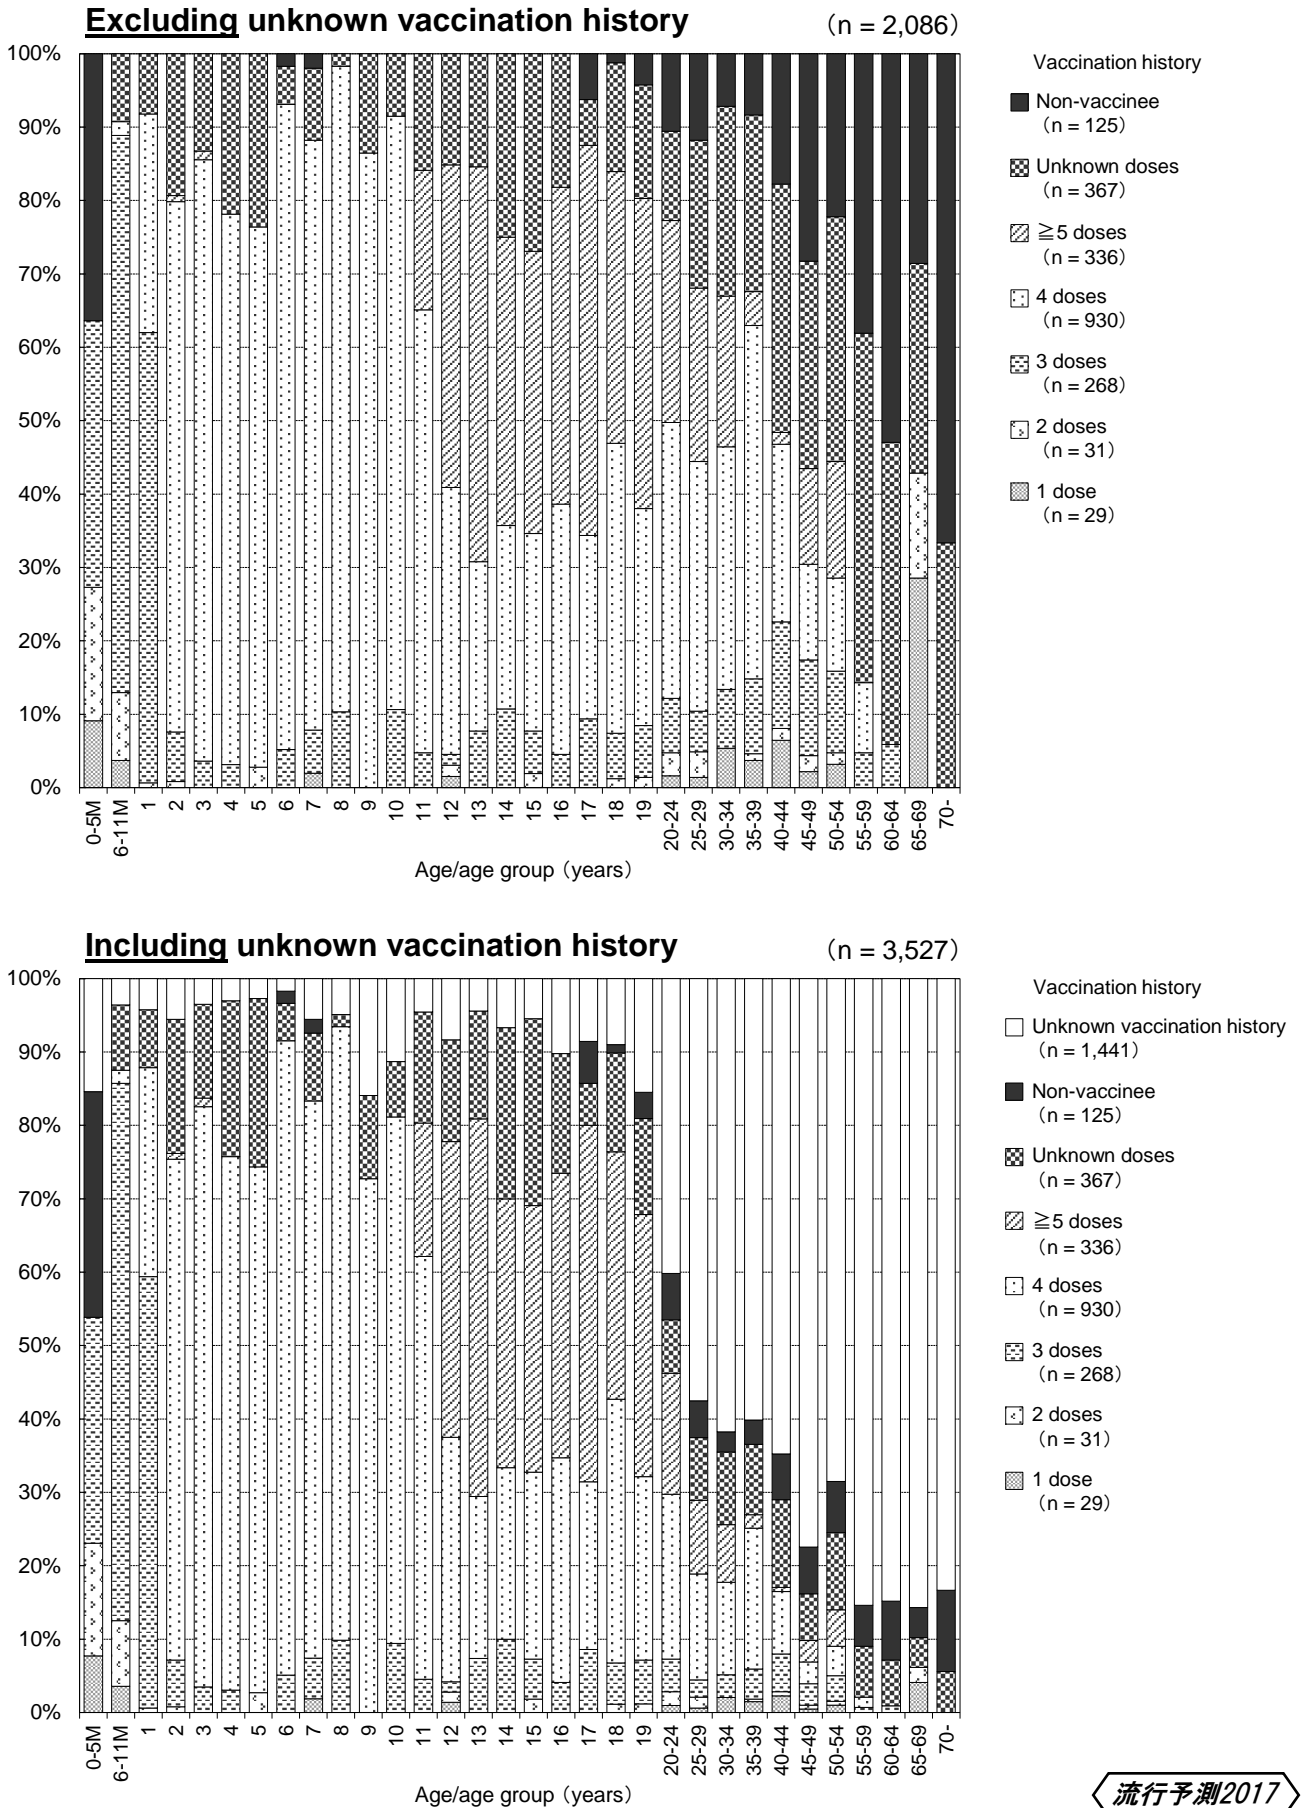 Excluding unknown vaccination history
（n = 2,086）
100%
90%
80%
70%
60%
50%
40%
30%
20%
10%
0%
0-5M
6-11M
1
2
3
4
5
6
7
8
9
10
11
12
13
14
15
16
17
18
19
20-24
25-29
30-34
35-39
40-44
45-49
50-54
55-59
60-64
65-69
70-
Age/age group（years）
Vaccination history
Non-vaccinee
（n = 125）
Unknown doses
（n = 367）
≧5 doses
（n = 336）
4 doses
（n = 930）
3 doses
（n = 268）
2 doses
（n = 31）
1 dose
（n = 29）
Including unknown vaccination history
（n = 3,527）
100%
90%
80%
70%
60%
50%
40%
30%
20%
10%
0%
0-5M
6-11M
1
2
3
4
5
6
7
8
9
10
11
12
13
14
15
16
17
18
19
20-24
25-29
30-34
35-39
40-44
45-49
50-54
55-59
60-64
65-69
70-
Age/age group（years）
Vaccination history
Unknown vaccination history
（n = 1,441）
Non-vaccinee
（n = 125）
Unknown doses
（n = 367）
≧5 doses
（n = 336）
4 doses
（n = 930）
3 doses
（n = 268）
2 doses
（n = 31）
1 dose
（n = 29）
流行予測2017